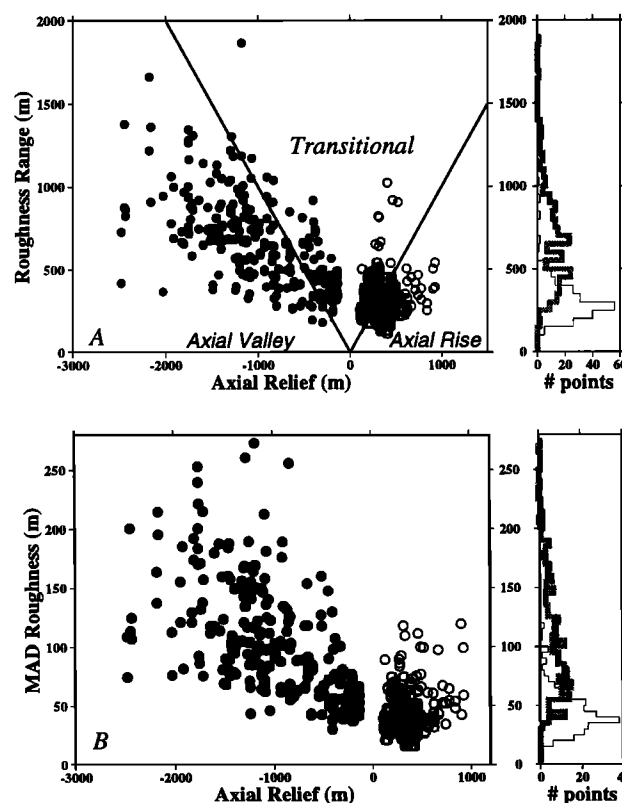 2000
1500
1000
500
0
Roughness Range (m)
Transitional
A
Axial Valley
Axial Rise
-3000
-2000
-1000
0
1000
Axial Relief (m)
2000
1500
1000
500
0
0 20 40 60
# points
250
200
150
100
50
0
MAD Roughness (m)
B
-3000
-2000
-1000
0
1000
Axial Relief (m)
250
200
150
100
50
0
0 20 40
# points